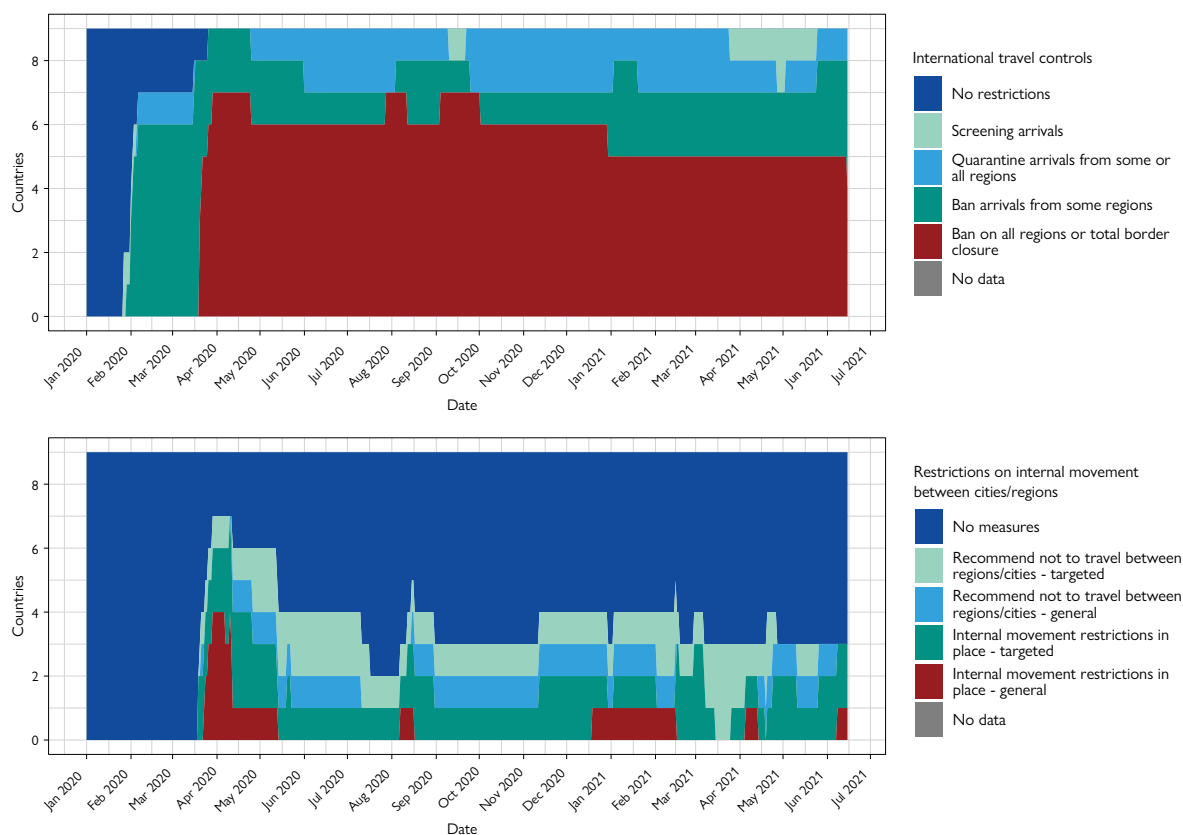 International travel controls
No restrictions
Screening arrivals
Quarantine arrivals from some or
all regions
Ban arrivals from some regions
Ban on all regions or total border
closure
No data
Countries
8
6
4
2
0
Jan 2020
Feb 2020
Mar 2020
Apr 2020
May 2020
Jun 2020
Jul 2020
Aug 2020
Sep 2020
Oct 2020
Nov 2020
Dec 2020
Jan 2021
Feb 2021
Mar 2021
Apr 2021
May 2021
Jun 2021
Jul 2021
Date
Restrictions on internal movement
between cities/regions
No measures
Recommend not to travel between
regions/cities - targeted
Recommend not to travel between
regions/cities - general
Internal movement restrictions in
place - targeted
Internal movement restrictions in
place - general
No data
Countries
8
6
4
2
0
Jan 2020
Feb 2020
Mar 2020
Apr 2020
May 2020
Jun 2020
Jul 2020
Aug 2020
Sep 2020
Oct 2020
Nov 2020
Dec 2020
Jan 2021
Feb 2021
Mar 2021
Apr 2021
May 2021
Jun 2021
Jul 2021
Date